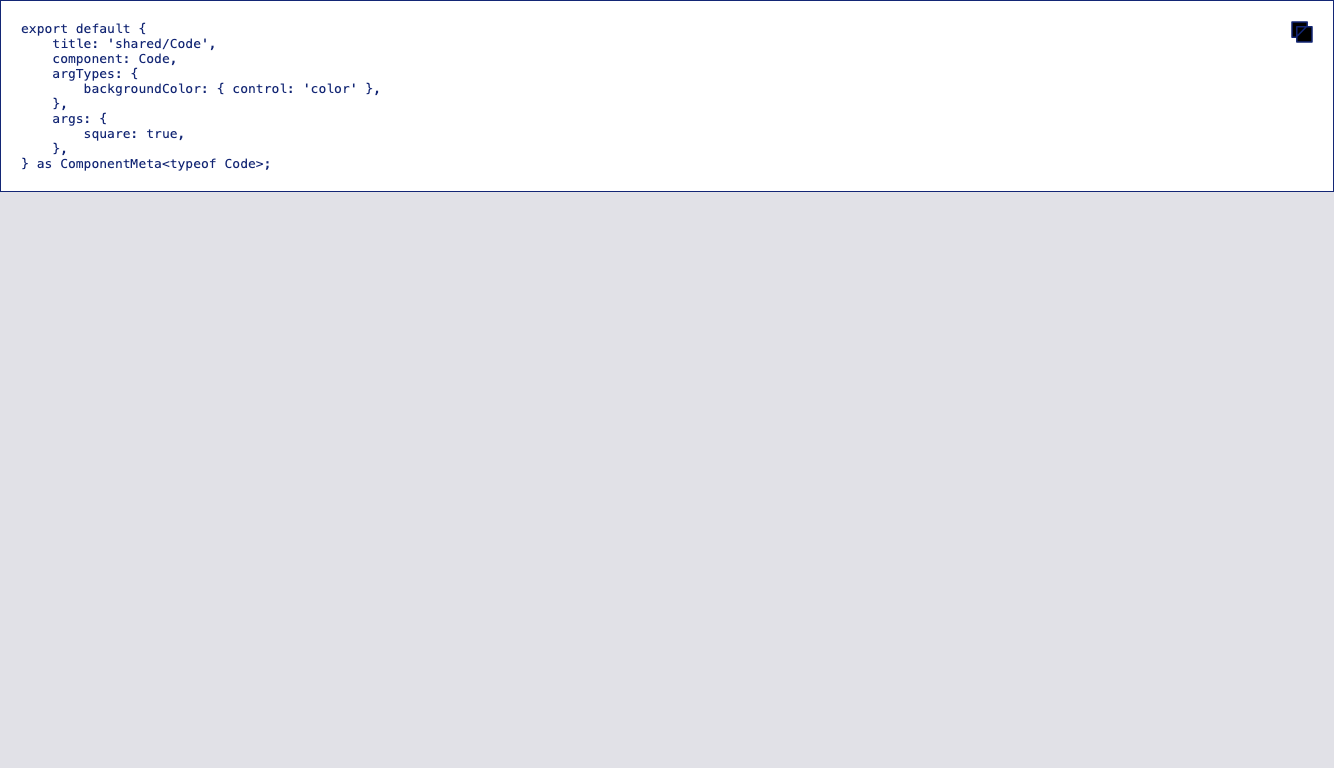 export default {
    title: 'shared/Code',
    component: Code,
    argTypes: {
        backgroundColor: { control: 'color' },
    },
    args: {
        square: true,
    },
} as ComponentMeta<typeof Code>;